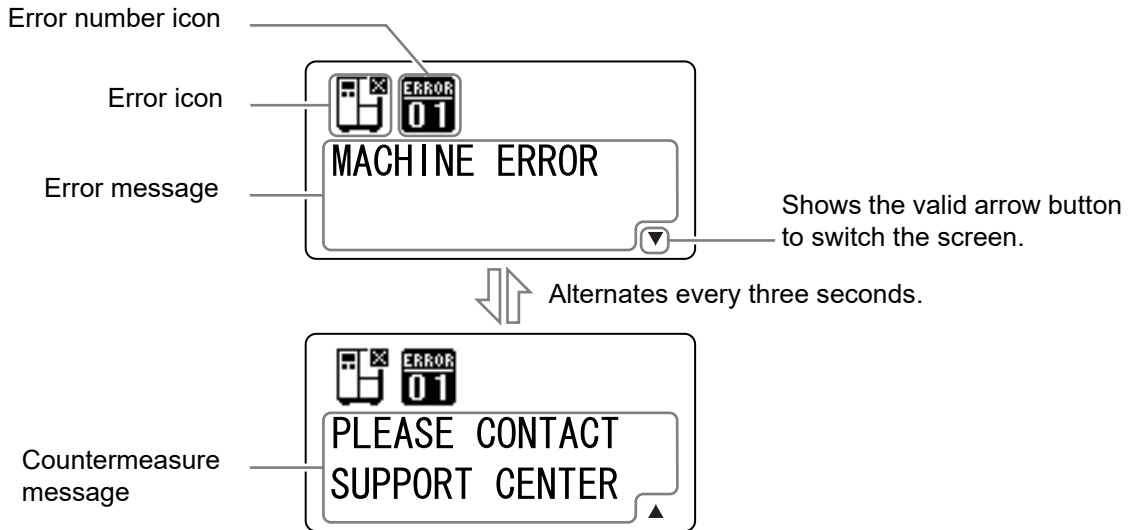 Error number icon
Error icon
ERROR
01
MACHINE ERROR
Error message
Shows the valid arrow button
to switch the screen.
▼
Alternates every three seconds.
ERROR
01
PLEASE CONTACT
SUPPORT CENTER
▲
Countermeasure
message